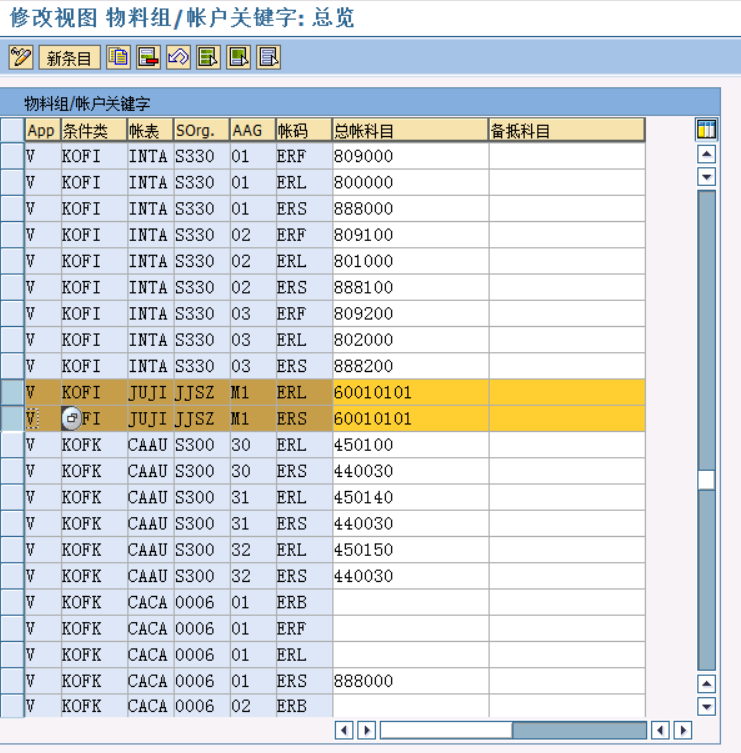 修改视图 物料组/帐户关键字: 总览
新条目
物料组/帐户关键字
App 条件类 帐表 SOrg. AAG 帐码 总帐科目 备抵科目
V KOFI INTA S330 01 ERF 809000
V KOFI INTA S330 01 ERL 800000
V KOFI INTA S330 01 ERS 888000
V KOFI INTA S330 02 ERF 809100
V KOFI INTA S330 02 ERL 801000
V KOFI INTA S330 02 ERS 888100
V KOFI INTA S330 03 ERF 809200
V KOFI INTA S330 03 ERL 802000
V KOFI INTA S330 03 ERS 888200
V KOFI JUJI JJSZ M1 ERL 60010101
V FI JUJI JJSZ M1 ERS 60010101
V KOFK CAAU S300 30 ERL 450100
V KOFK CAAU S300 30 ERS 440030
V KOFK CAAU S300 31 ERL 450140
V KOFK CAAU S300 31 ERS 440030
V KOFK CAAU S300 32 ERL 450150
V KOFK CAAU S300 32 ERS 440030
V KOFK CACA 0006 01 ERB
V KOFK CACA 0006 01 ERF
V KOFK CACA 0006 01 ERL
V KOFK CACA 0006 01 ERS 888000
V KOFK CACA 0006 02 ERB